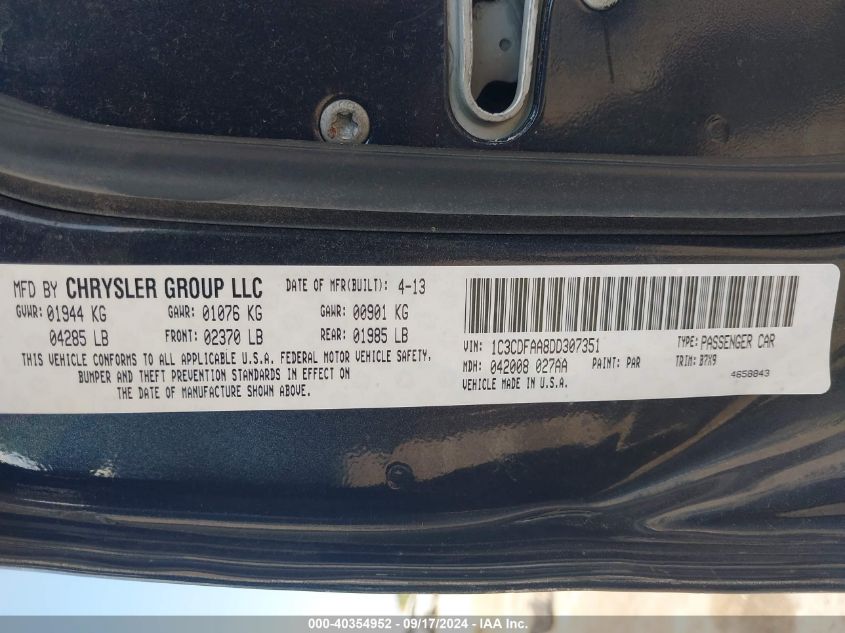 MFD BY CHRYSLER GROUP LLC DATE OF MFR(BUILT): 4-13
GVWR: 01944 KG GAWR: 01076 KG GAWR: 00901 KG
04285 LB FRONT: 02370 LB REAR: 01985 LB
THIS VEHICLE CONFORMS TO ALL APPLICABLE U.S.A. FEDERAL MOTOR VEHICLE SAFETY,
BUMPER AND THEFT PREVENTION STANDARDS IN EFFECT ON
THE DATE OF MANUFACTURE SHOWN ABOVE.
VIN: 1C3CDFAA8DD307351 TYPE: PASSENGER CAR
MDH: 042008 027AA PAINT: PAR TRIM: B7X9
VEHICLE MADE IN U.S.A. 4658843
000-40354952 - 09/17/2024 - IAA Inc.